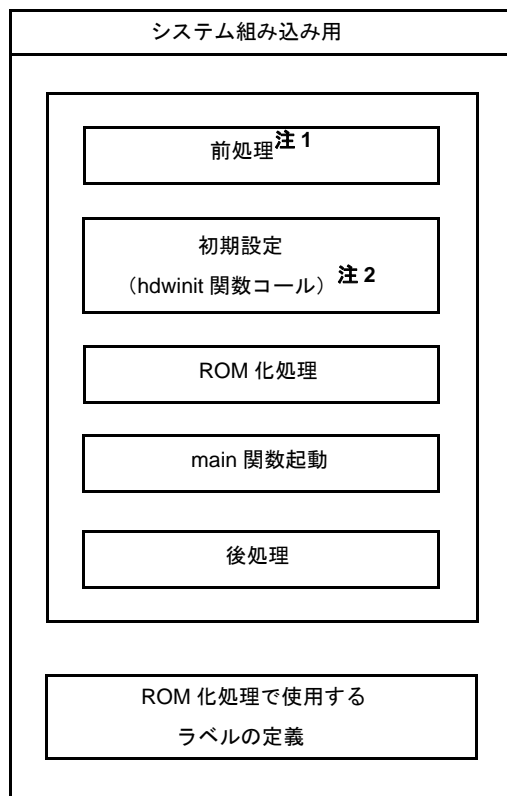 システム組み込み用
前処理注 1
初期設定
（hdwinit 関数コール）注 2
ROM 化処理
main 関数起動
後処理
ROM 化処理で使用する
ラベルの定義